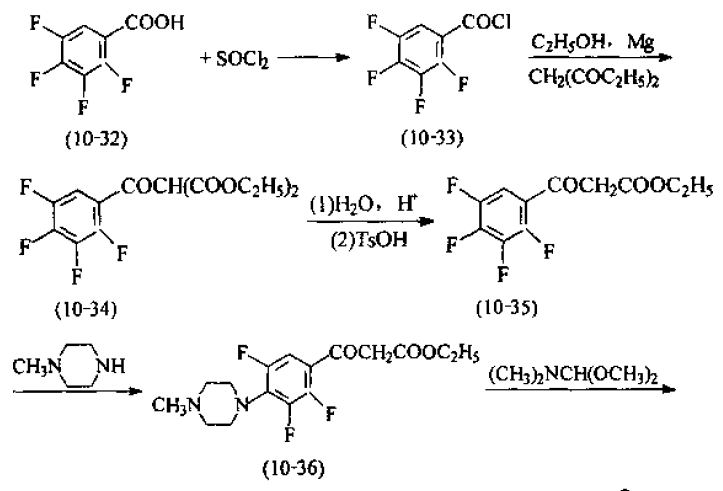 COOH
F
F
F
F
+ SOCl₂
(10-32)
COCl
F
F
F
F
(10-33)
C₂H₅OH, Mg
CH₂(COC₂H₅)₂
COCH(COOC₂H₅)₂
F
F
F
F
(10-34)
(1)H₂O, H⁺
(2)TsOH
COCH₂COOC₂H₅
F
F
F
F
(10-35)
CH₃N NH
COCH₂COOC₂H₅
F
CH₃N N
F
F
(10-36)
(CH₃)₂NCH(OCH₃)₂